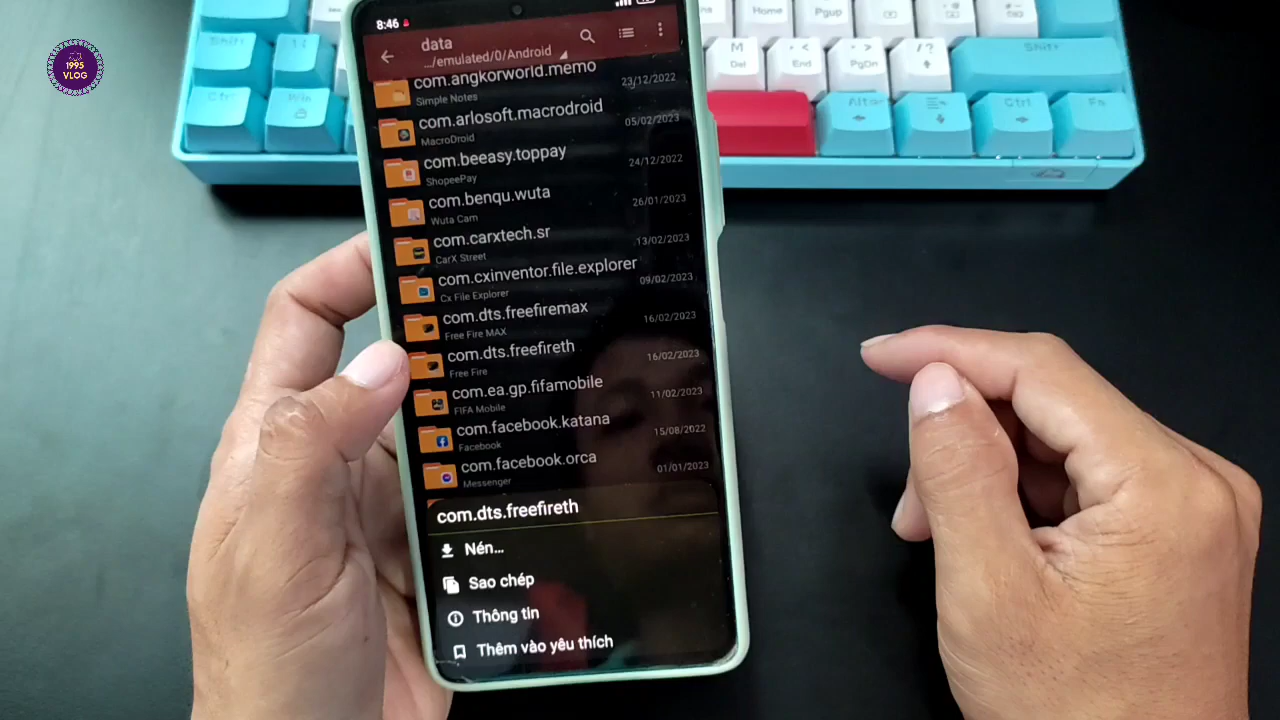 1995
VLOG
8:46
data
.../emulated/0/Android
com.angkorworld.memo
Simple Notes
23/12/2022
com.arlosoft.macrodroid
MacroDroid
05/02/2023
com.beeasy.toppay
ShopeePay
24/12/2022
com.benqu.wuta
Wuta Cam
26/01/2023
com.carxtech.sr
CarX Street
13/02/2023
com.cxinventor.file.explorer
Cx File Explorer
09/02/2023
com.dts.freefiremax
Free Fire MAX
16/02/2023
com.dts.freefireth
Free Fire
16/02/2023
com.ea.gp.fifamobile
FIFA Mobile
11/02/2023
com.facebook.katana
Facebook
15/08/2022
com.facebook.orca
Messenger
01/01/2023
com.dts.freefireth
Nén...
Sao chép
Thông tin
Thêm vào yêu thích
Shift
Ctrl
Win
Home
Pgup
M
Del
. <
End
. >
PgDn
/ ?
Shift
Alt
Ctrl
Fn